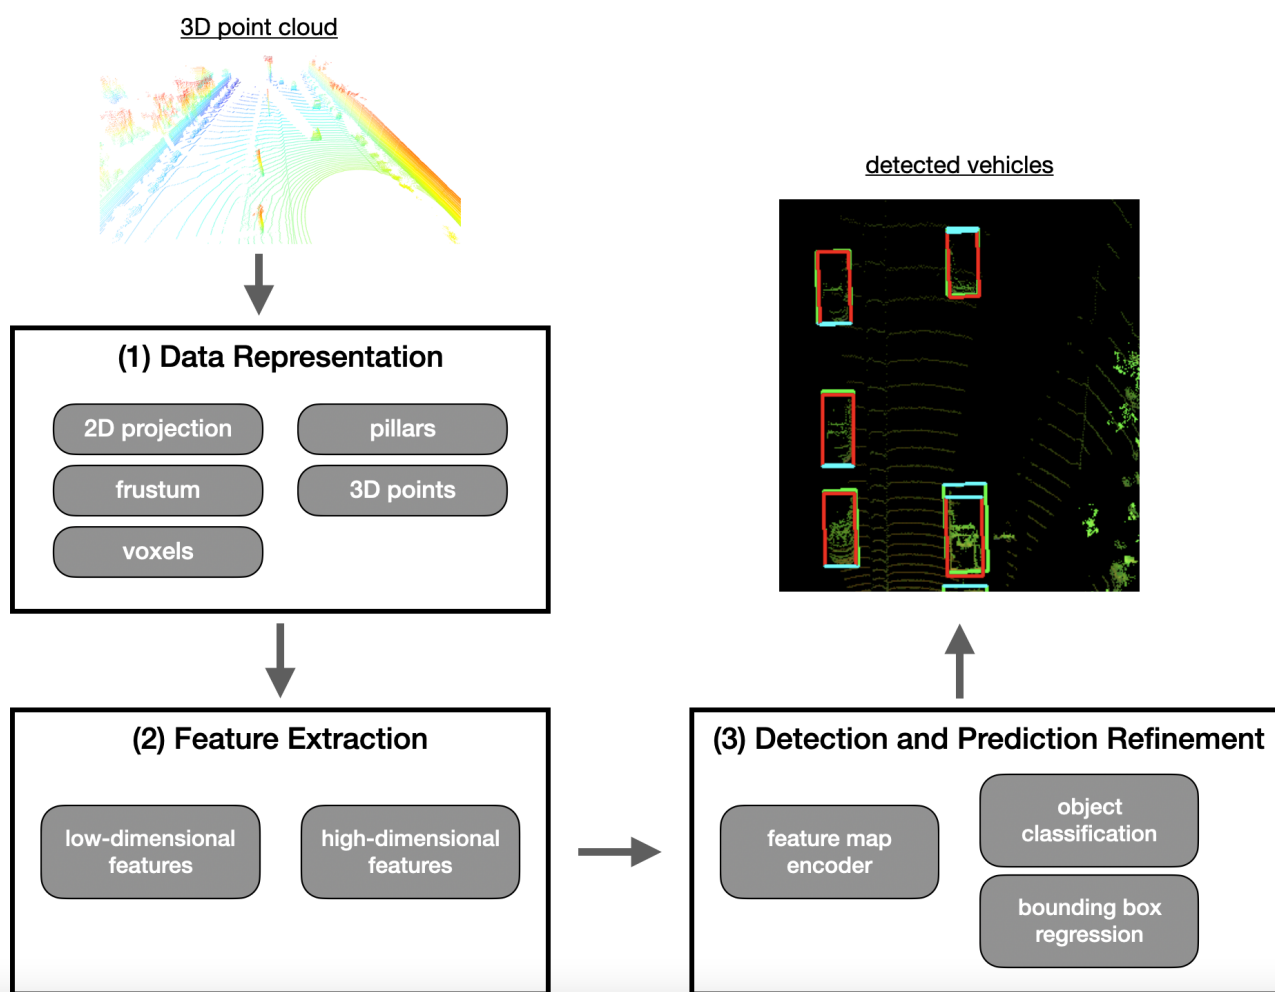 3D point cloud
(1) Data Representation
2D projection
pillars
frustum
3D points
voxels
(2) Feature Extraction
low-dimensional
features
high-dimensional
features
(3) Detection and Prediction Refinement
feature map
encoder
object
classification
bounding box
regression
detected vehicles